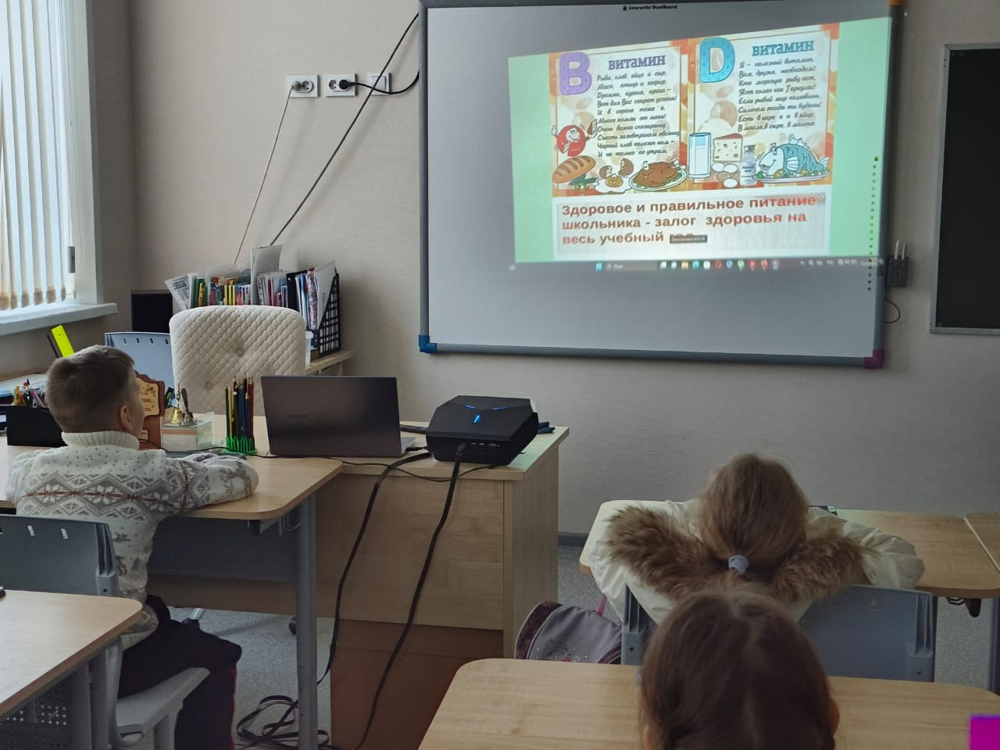 Interwrite DualBoard
B
ВИТАМИН
Рыба, хлеб, яйцо и сыр,
Мясо, птица и кефир,
Дрожжи, курага, орехи -
Вот для Вас секрет успеха!
И в горохе тоже я.
Много пользы от меня!
Очень важно спозаранку
Съесть за завтраком овсянку.
Черный хлеб полезен нам -
И не только по утрам.
D
ВИТАМИН
Я - полезный витамин.
Вам, друзья, необходим!
Кто морскую рыбу ест,
Тот силен как Геркулес!
Если рыбий жир полюбишь,
Силачом тогда ты будешь!
Есть в икре я и в яйце,
В масле, в сыре, в молоке.
Здоровое и правильное питание
школьника - залог здоровья на
весь учебный
HONOR